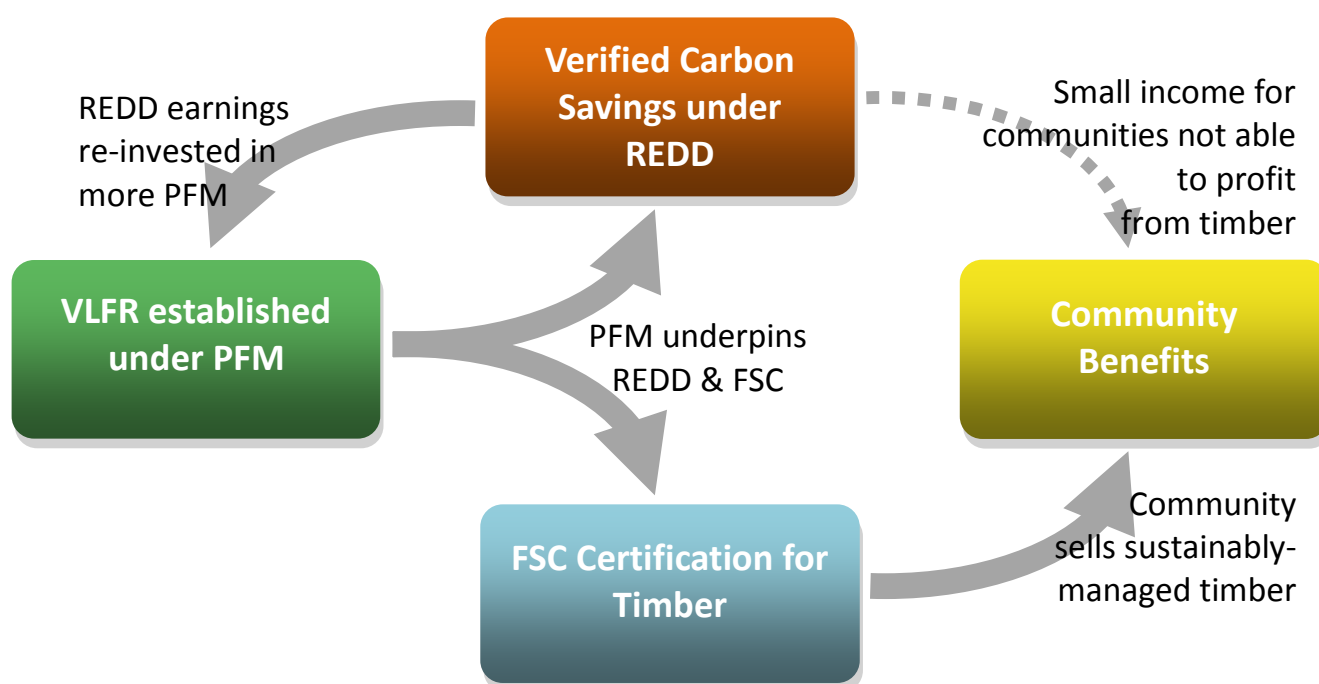 Verified Carbon
Savings under
REDD
REDD earnings
re-invested in
more PFM
Small income for
communities not able
to profit
from timber
VLFR established
under PFM
PFM underpins
REDD & FSC
Community
Benefits
FSC Certification for
Timber
Community
sells sustainably-
managed timber